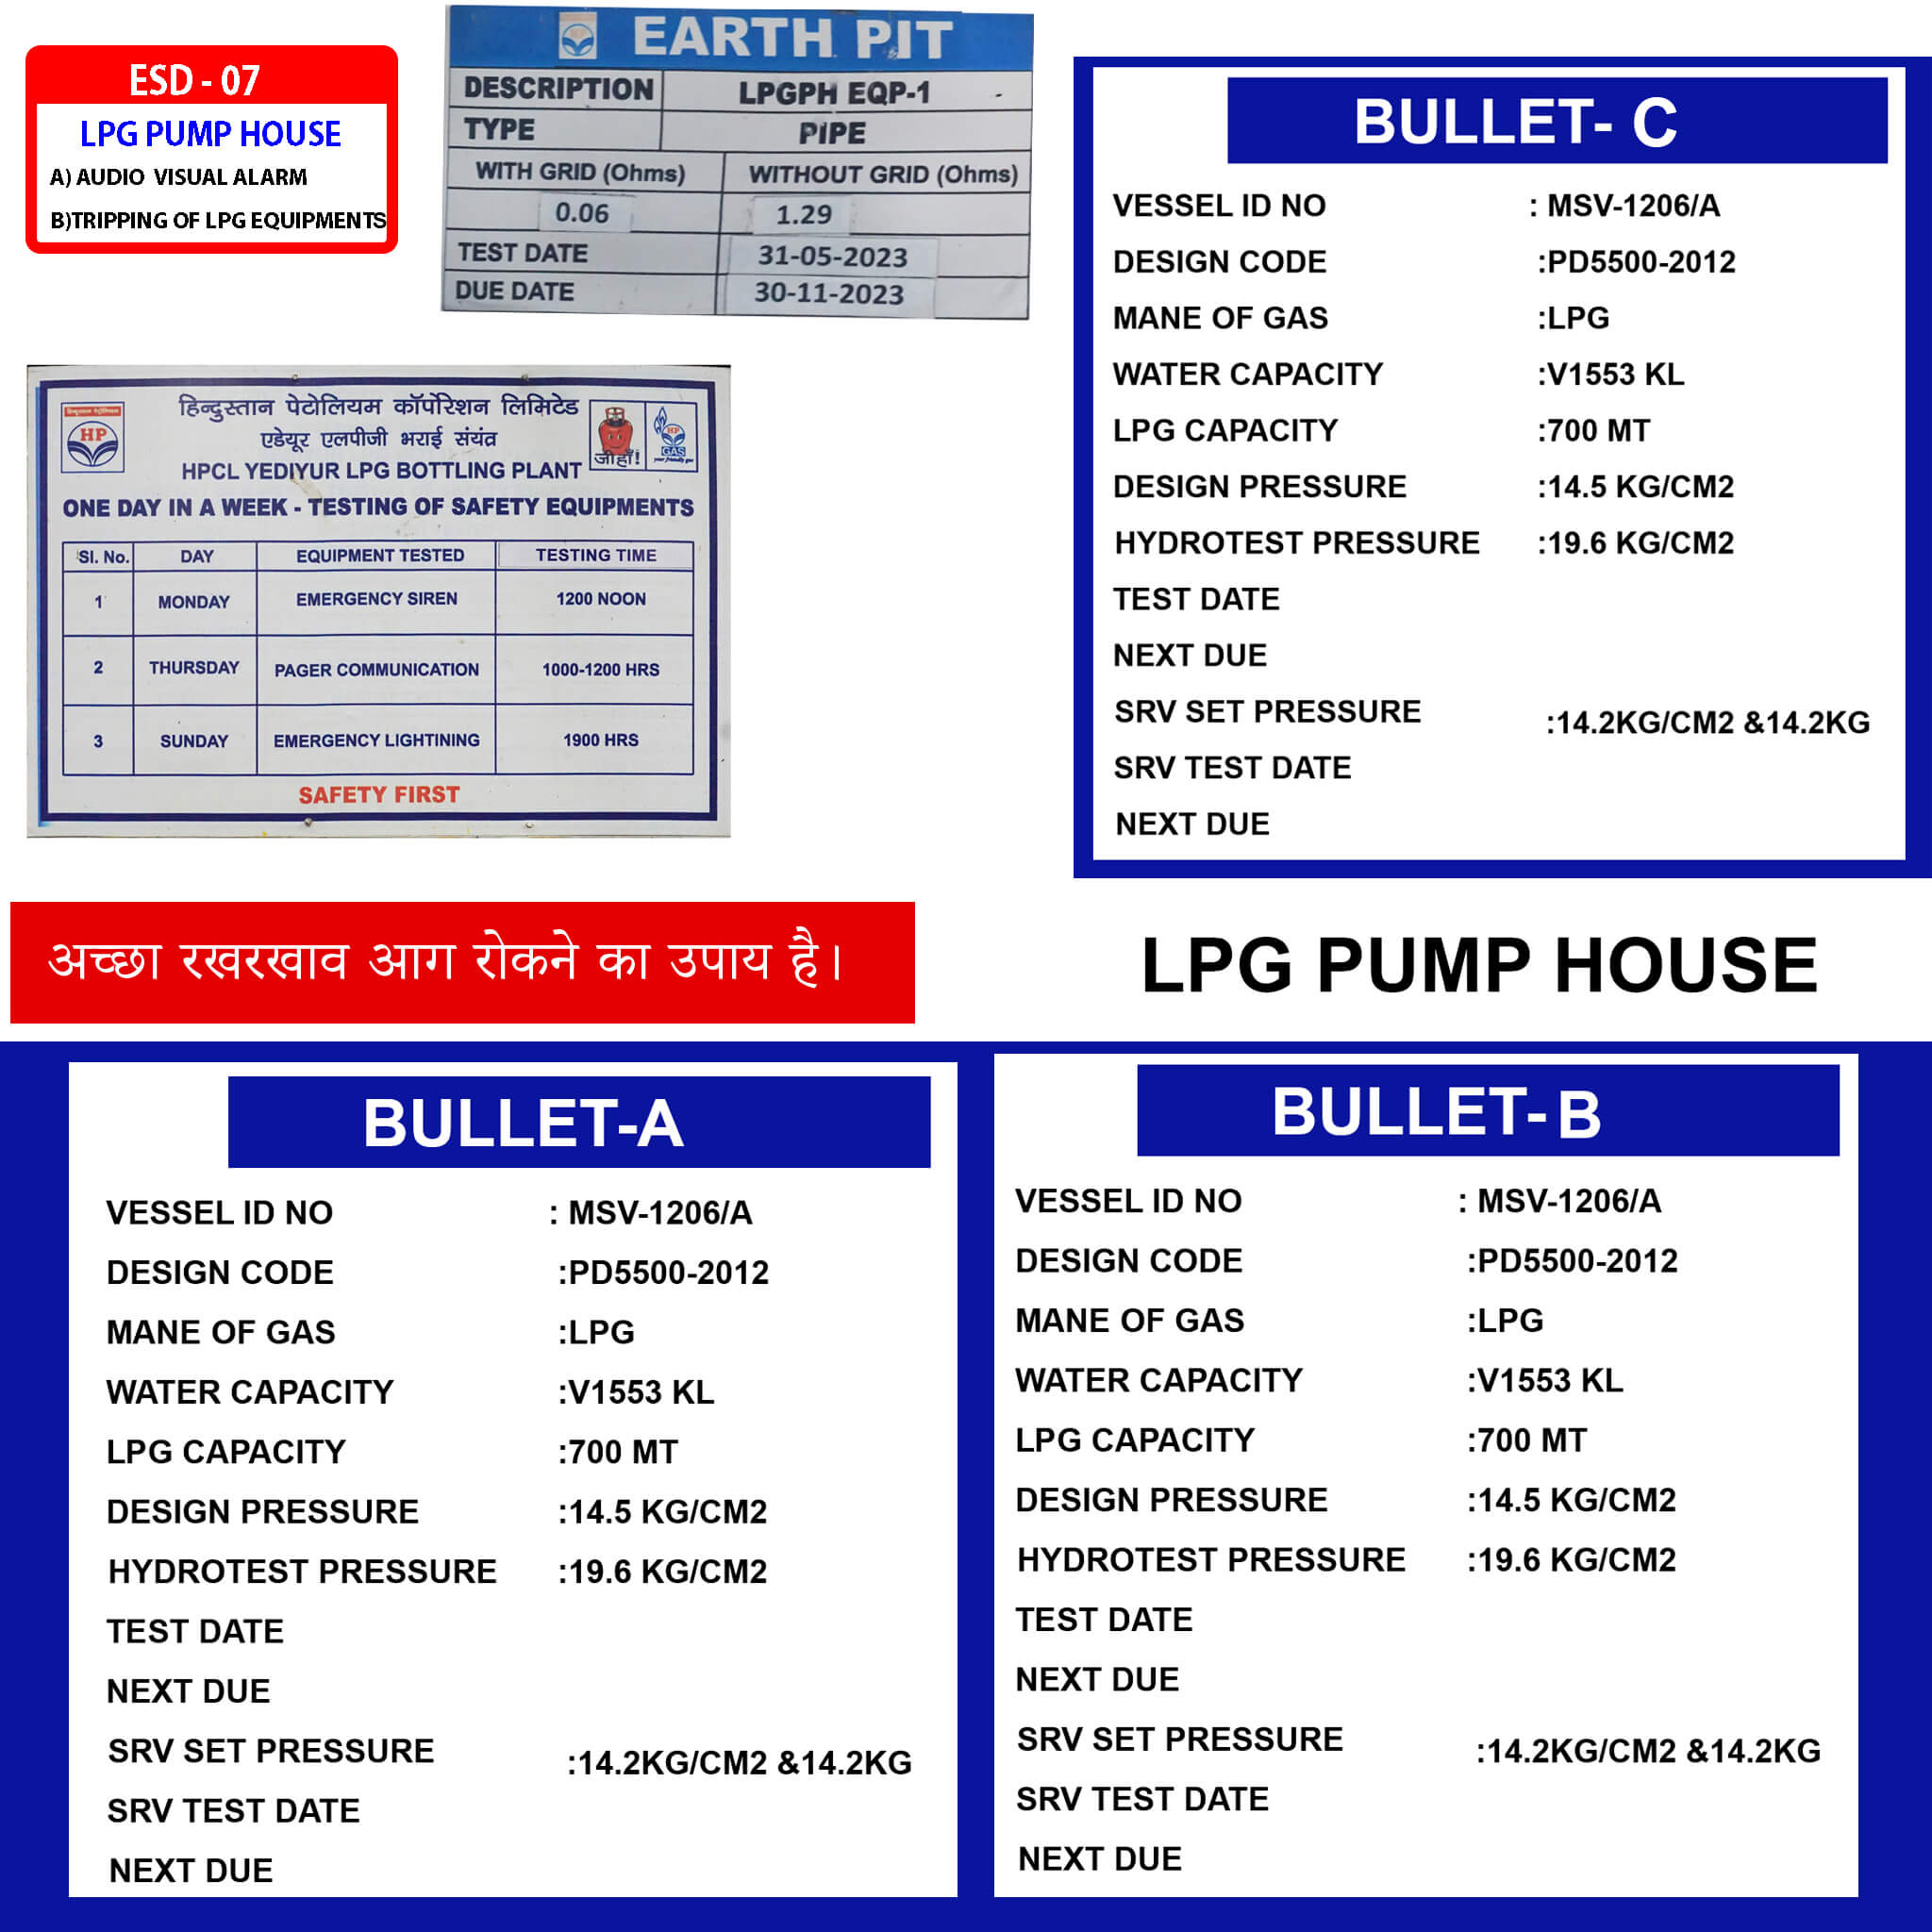 ESD - 07
LPG PUMP HOUSE
A) AUDIO VISUAL ALARM
B)TRIPPING OF LPG EQUIPMENTS
EARTH PIT
DESCRIPTION LPGPH EQP-1
TYPE PIPE
WITH GRID (Ohms) WITHOUT GRID (Ohms)
0.06 1.29
TEST DATE 31-05-2023
DUE DATE 30-11-2023
हिन्दुस्तान पेटोलियम कॉर्पोरेशन लिमिटेड
एडेयूर एलपीजी भराई संयंत्र
HPCL YEDIYUR LPG BOTTLING PLANT
HP
जी हाँ!
HP
GAS
your friendly gas
ONE DAY IN A WEEK - TESTING OF SAFETY EQUIPMENTS
Sl. No. DAY EQUIPMENT TESTED TESTING TIME
1 MONDAY EMERGENCY SIREN 1200 NOON
2 THURSDAY PAGER COMMUNICATION 1000-1200 HRS
3 SUNDAY EMERGENCY LIGHTINING 1900 HRS
SAFETY FIRST
BULLET- C
VESSEL ID NO : MSV-1206/A
DESIGN CODE :PD5500-2012
MANE OF GAS :LPG
WATER CAPACITY :V1553 KL
LPG CAPACITY :700 MT
DESIGN PRESSURE :14.5 KG/CM2
HYDROTEST PRESSURE :19.6 KG/CM2
TEST DATE
NEXT DUE
SRV SET PRESSURE :14.2KG/CM2 &14.2KG
SRV TEST DATE
NEXT DUE
अच्छा रखरखाव आग रोकने का उपाय है।
LPG PUMP HOUSE
BULLET-A
VESSEL ID NO : MSV-1206/A
DESIGN CODE :PD5500-2012
MANE OF GAS :LPG
WATER CAPACITY :V1553 KL
LPG CAPACITY :700 MT
DESIGN PRESSURE :14.5 KG/CM2
HYDROTEST PRESSURE :19.6 KG/CM2
TEST DATE
NEXT DUE
SRV SET PRESSURE :14.2KG/CM2 &14.2KG
SRV TEST DATE
NEXT DUE
BULLET-B
VESSEL ID NO : MSV-1206/A
DESIGN CODE :PD5500-2012
MANE OF GAS :LPG
WATER CAPACITY :V1553 KL
LPG CAPACITY :700 MT
DESIGN PRESSURE :14.5 KG/CM2
HYDROTEST PRESSURE :19.6 KG/CM2
TEST DATE
NEXT DUE
SRV SET PRESSURE :14.2KG/CM2 &14.2KG
SRV TEST DATE
NEXT DUE